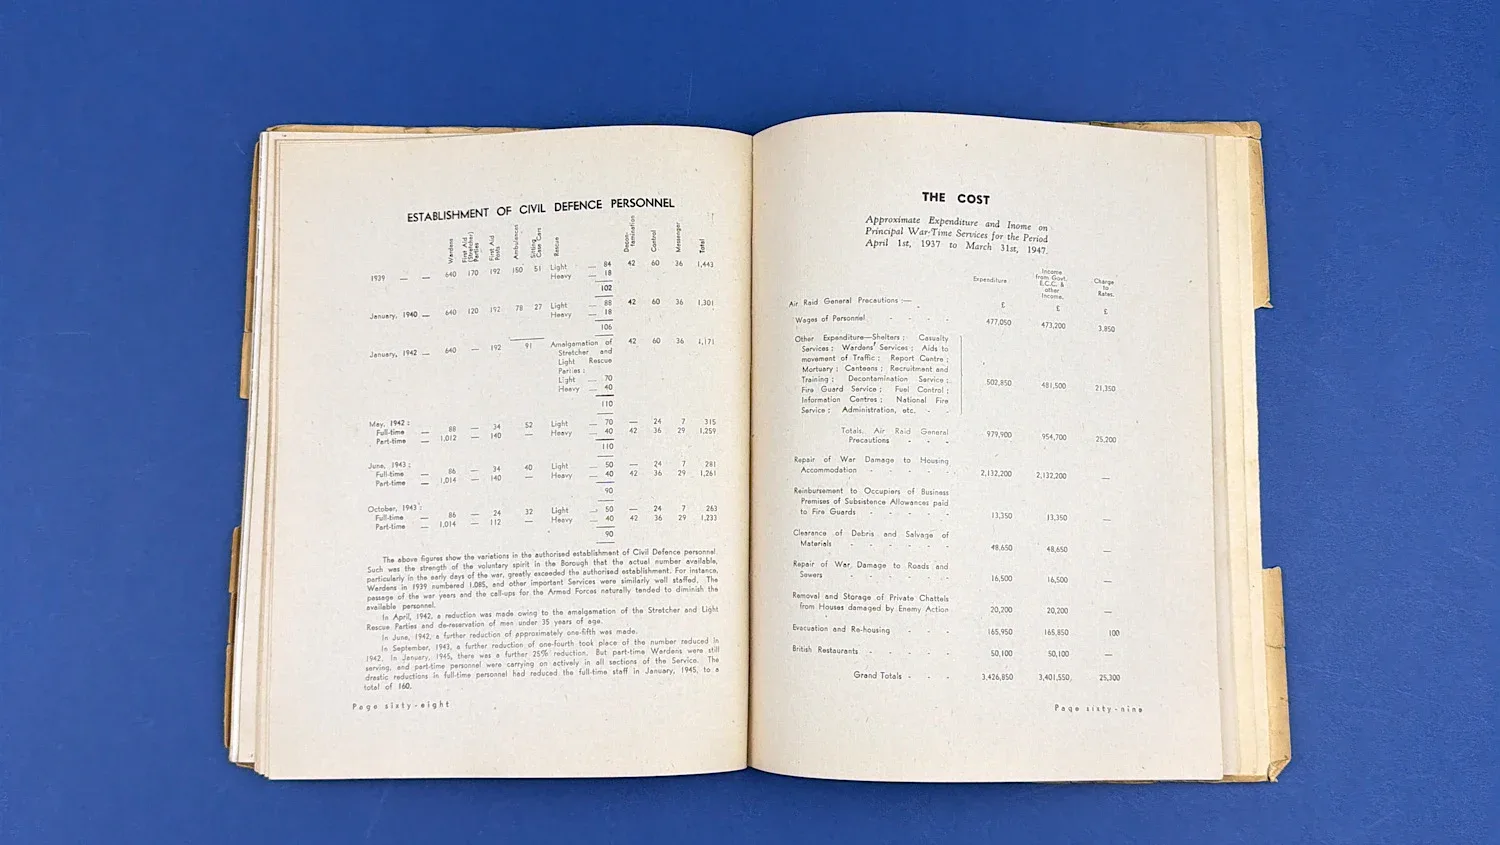 ESTABLISHMENT OF CIVIL DEFENCE PERSONNEL
Wardens First Aid (Stretcher) Parties First Aid Posts Ambulances Sitting Case Cars Rescue Decon-tamination Control Messenger Total
1939 — — 640 170 192 150 51 Light — 84 42 60 36 1,443
Heavy — 18
102
January, 1940 — 640 120 192 78 27 Light — 88 42 60 36 1,301
Heavy — 18
106
January, 1942 — 640 — 192 91 Amalgamation of 42 60 36 1,171
Stretcher and
Light Rescue
Parties :
Light — 70
Heavy — 40
110
May, 1942 :
Full-time — 88 — 34 52 Light — 70 — 24 7 315
Part-time — 1,012 — 140 — Heavy — 40 42 36 29 1,259
110
June, 1943 :
Full-time — 86 — 34 40 Light — 50 — 24 7 281
Part-time — 1,014 — 140 — Heavy — 40 42 36 29 1,261
90
October, 1943 :
Full-time — 86 — 24 32 Light — 50 — 24 7 263
Part-time — 1,014 — 112 — Heavy — 40 42 36 29 1,233
90
The above figures show the variations in the authorised establishment of Civil Defence personnel.
Such was the strength of the voluntary spirit in the Borough that the actual number available,
particularly in the early days of the war, greatly exceeded the authorised establishment. For instance,
Wardens in 1939 numbered 1,085, and other important Services were similarly well staffed. The
passage of the war years and the call-ups for the Armed Forces naturally tended to diminish the
available personnel.
In April, 1942, a reduction was made owing to the amalgamation of the Stretcher and Light
Rescue Parties and de-reservation of men under 35 years of age.
In June, 1942, a further reduction of approximately one-fifth was made.
In September, 1943, a further reduction of one-fourth took place of the number reduced in
1942. In January, 1945, there was a further 25% reduction. But part-time Wardens were still
serving, and part-time personnel were carrying on actively in all sections of the Service. The
drastic reductions in full-time personnel had reduced the full-time staff in January, 1945, to a
total of 160.
Page sixty-eight
THE COST
Approximate Expenditure and Inome on
Principal War-Time Services for the Period
April 1st, 1937 to March 31st, 1947.
Expenditure Income from Govt. E.C.C. & other Income. Charge to Rates.
£ £ £
Air Raid General Precautions :—
Wages of Personnel - - - - 477,050 473,200 3,850
Other Expenditure—Shelters ; Casualty
Services ; Wardens' Services ; Aids to
movement of Traffic ; Report Centre ;
Mortuary ; Canteens ; Recruitment and
Training ; Decontamination Service ; 502,850 481,500 21,350
Fire Guard Service ; Fuel Control ;
Information Centres ; National Fire
Service ; Administration, etc. - -
Totals, Air Raid General
Precautions - - - 979,900 954,700 25,200
Repair of War Damage to Housing
Accommodation - - - - - - 2,132,200 2,132,200 —
Reinbursement to Occupiers of Business
Premises of Subsistence Allowances paid
to Fire Guards - - - - - - 13,350 13,350 —
Clearance of Debris and Salvage of
Materials - - - - - - 48,650 48,650 —
Repair of War Damage to Roads and
Sewers - - - - - - 16,500 16,500 —
Removal and Storage of Private Chattels
from Houses damaged by Enemy Action 20,200 20,200 —
Evacuation and Re-housing - - - 165,950 165,850 100
British Restaurants - - - - - 50,100 50,100 —
Grand Totals - - - 3,426,850 3,401,550 25,300
Page sixty-nine